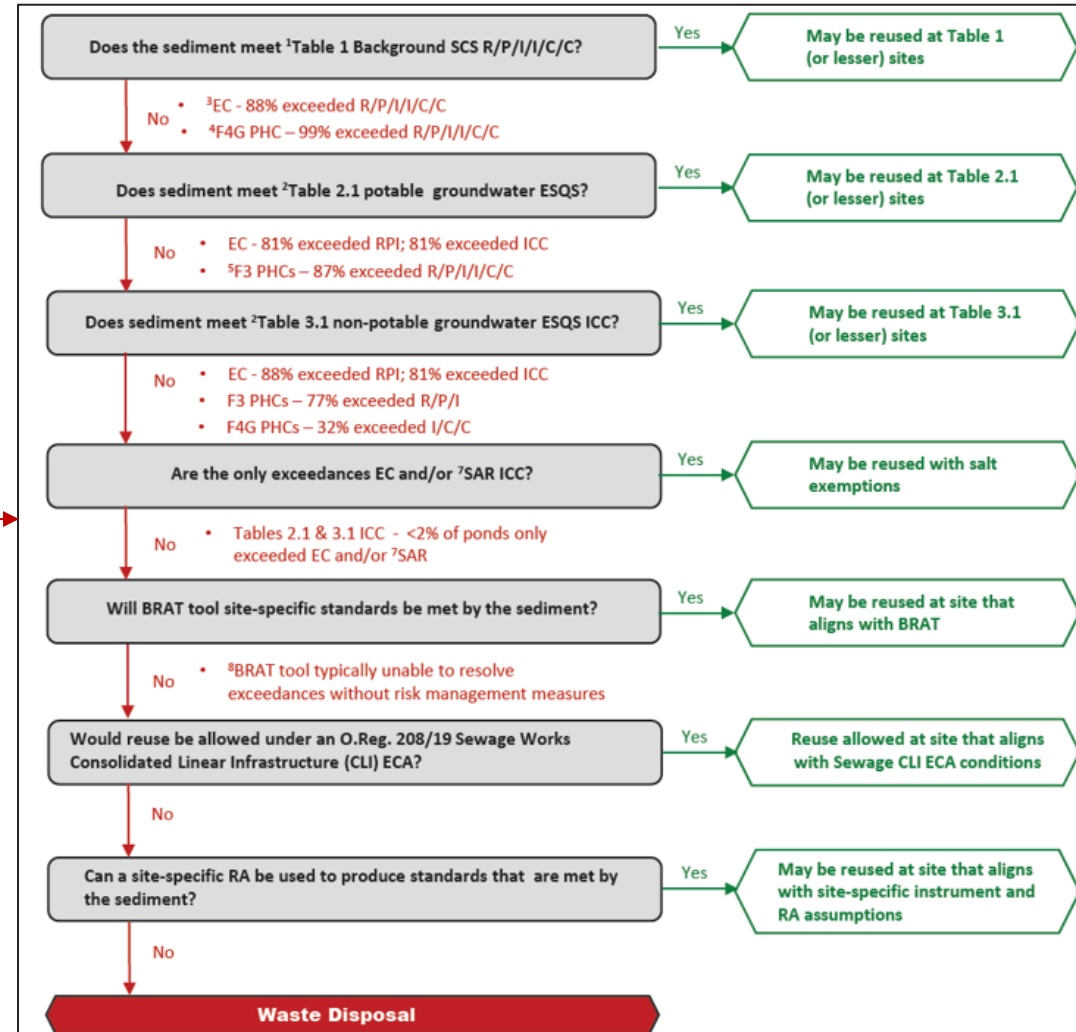 Does the sediment meet ¹Table 1 Background SCS R/P/I/I/C/C?
Yes
May be reused at Table 1
(or lesser) sites
No
• ³EC - 88% exceeded R/P/I/I/C/C
• ⁴F4G PHC – 99% exceeded R/P/I/I/C/C
Does sediment meet ²Table 2.1 potable groundwater ESQS?
Yes
May be reused at Table 2.1
(or lesser) sites
No
• EC - 81% exceeded RPI; 81% exceeded ICC
• ⁵F3 PHCs – 87% exceeded R/P/I/I/C/C
Does sediment meet ²Table 3.1 non-potable groundwater ESQS ICC?
Yes
May be reused at Table 3.1
(or lesser) sites
No
• EC - 88% exceeded RPI; 81% exceeded ICC
• F3 PHCs – 77% exceeded R/P/I
• F4G PHCs – 32% exceeded I/C/C
Are the only exceedances EC and/or ⁷SAR ICC?
Yes
May be reused with salt
exemptions
No
• Tables 2.1 & 3.1 ICC - <2% of ponds only
exceeded EC and/or ⁷SAR
Will BRAT tool site-specific standards be met by the sediment?
Yes
May be reused at site that
aligns with BRAT
No
• ⁸BRAT tool typically unable to resolve
exceedances without risk management measures
Would reuse be allowed under an O.Reg. 208/19 Sewage Works
Consolidated Linear Infrastructure (CLI) ECA?
Yes
Reuse allowed at site that aligns
with Sewage CLI ECA conditions
No
Can a site-specific RA be used to produce standards that are met by
the sediment?
Yes
May be reused at site that aligns
with site-specific instrument and
RA assumptions
No
Waste Disposal